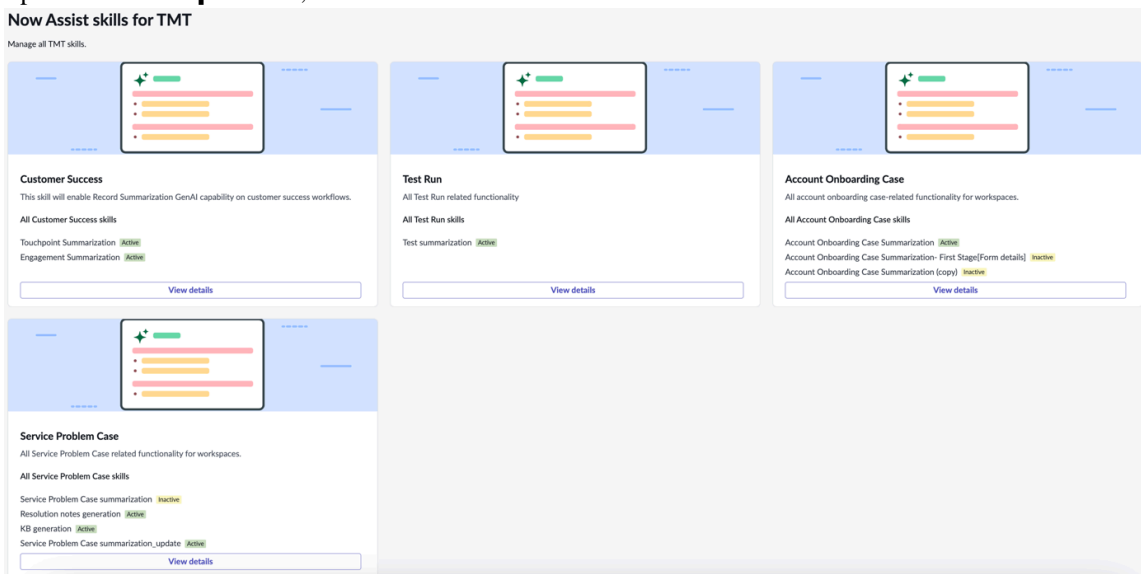 Now Assist skills for TMT
Manage all TMT skills.
Customer Success
This skill will enable Record Summarization GenAI capability on customer success workflows.
All Customer Success skills
Touchpoint Summarization Active
Engagement Summarization Active
View details
Test Run
All Test Run related functionality
All Test Run skills
Test summarization Active
View details
Account Onboarding Case
All account onboarding case-related functionality for workspaces.
All Account Onboarding Case skills
Account Onboarding Case Summarization Active
Account Onboarding Case Summarization- First Stage[Form details] Inactive
Account Onboarding Case Summarization (copy) Inactive
View details
Service Problem Case
All Service Problem Case related functionality for workspaces.
All Service Problem Case skills
Service Problem Case summarization Inactive
Resolution notes generation Active
KB generation Active
Service Problem Case summarization_update Active
View details